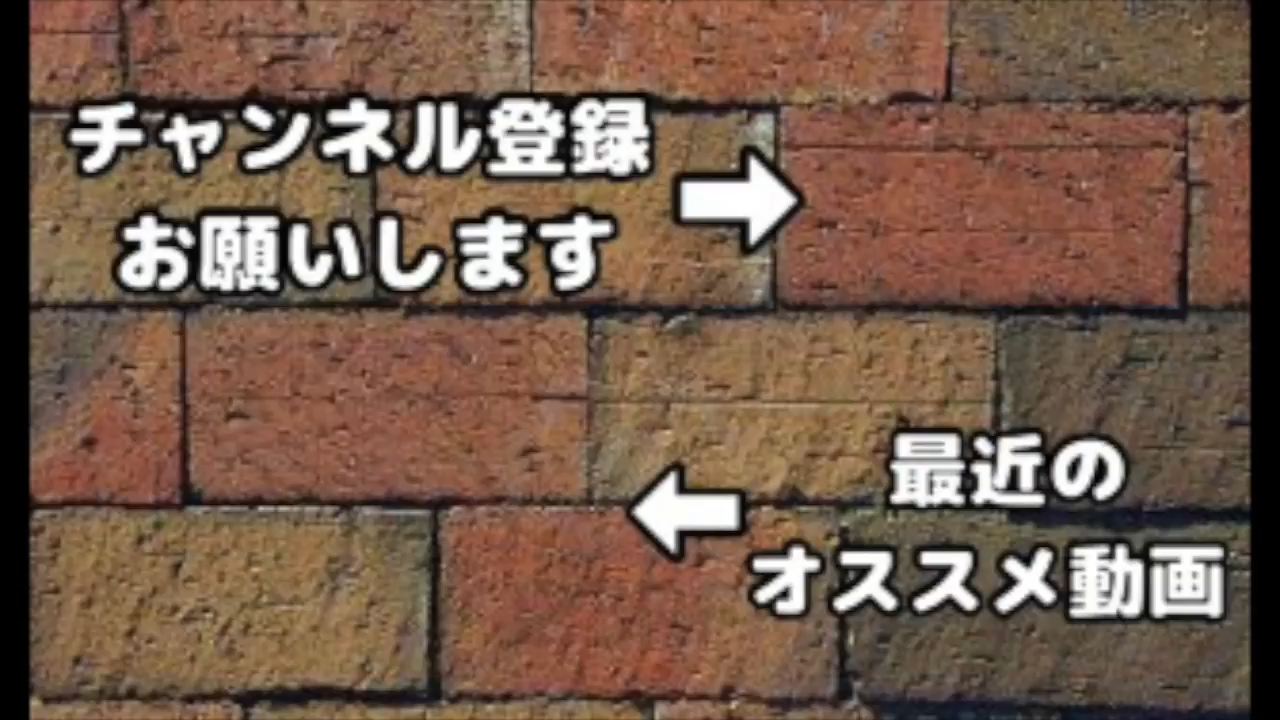 チャンネル登録
お願いします
最近の
オススメ動画